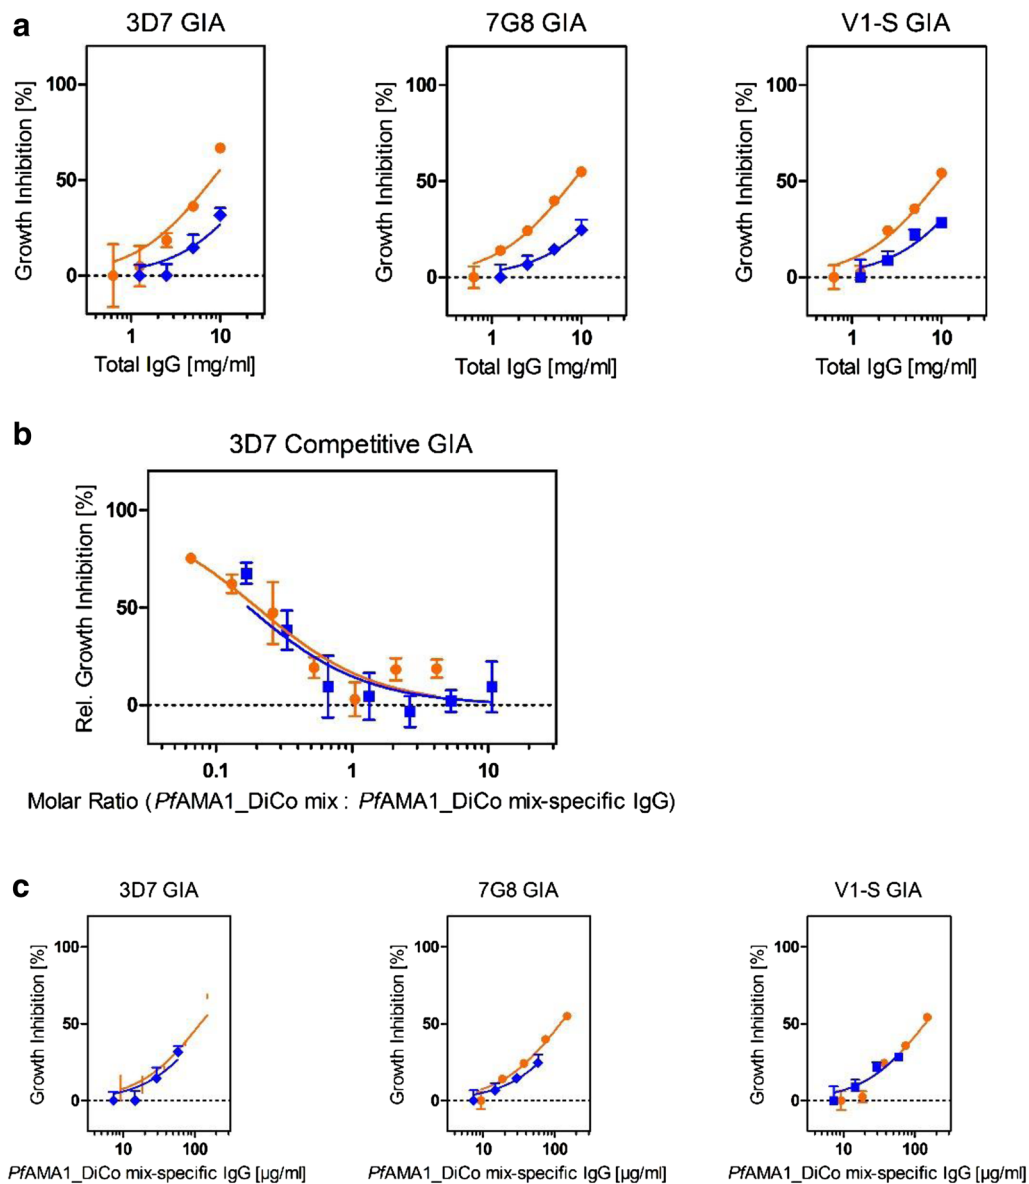 a
3D7 GIA
7G8 GIA
V1-S GIA
Growth Inhibition [%]
100
50
0
1
10
Total IgG [mg/ml]
Growth Inhibition [%]
100
50
0
1
10
Total IgG [mg/ml]
Growth Inhibition [%]
100
50
0
1
10
Total IgG [mg/ml]
b
3D7 Competitive GIA
Rel. Growth Inhibition [%]
100
50
0
0.1
1
10
Molar Ratio (PfAMA1_DiCo mix : PfAMA1_DiCo mix-specific IgG)
c
3D7 GIA
7G8 GIA
V1-S GIA
Growth Inhibition [%]
100
50
0
10
100
PfAMA1_DiCo mix-specific IgG [µg/ml]
Growth Inhibition [%]
100
50
0
10
100
PfAMA1_DiCo mix-specific IgG [µg/ml]
Growth Inhibition [%]
100
50
0
10
100
PfAMA1_DiCo mix-specific IgG [µg/ml]